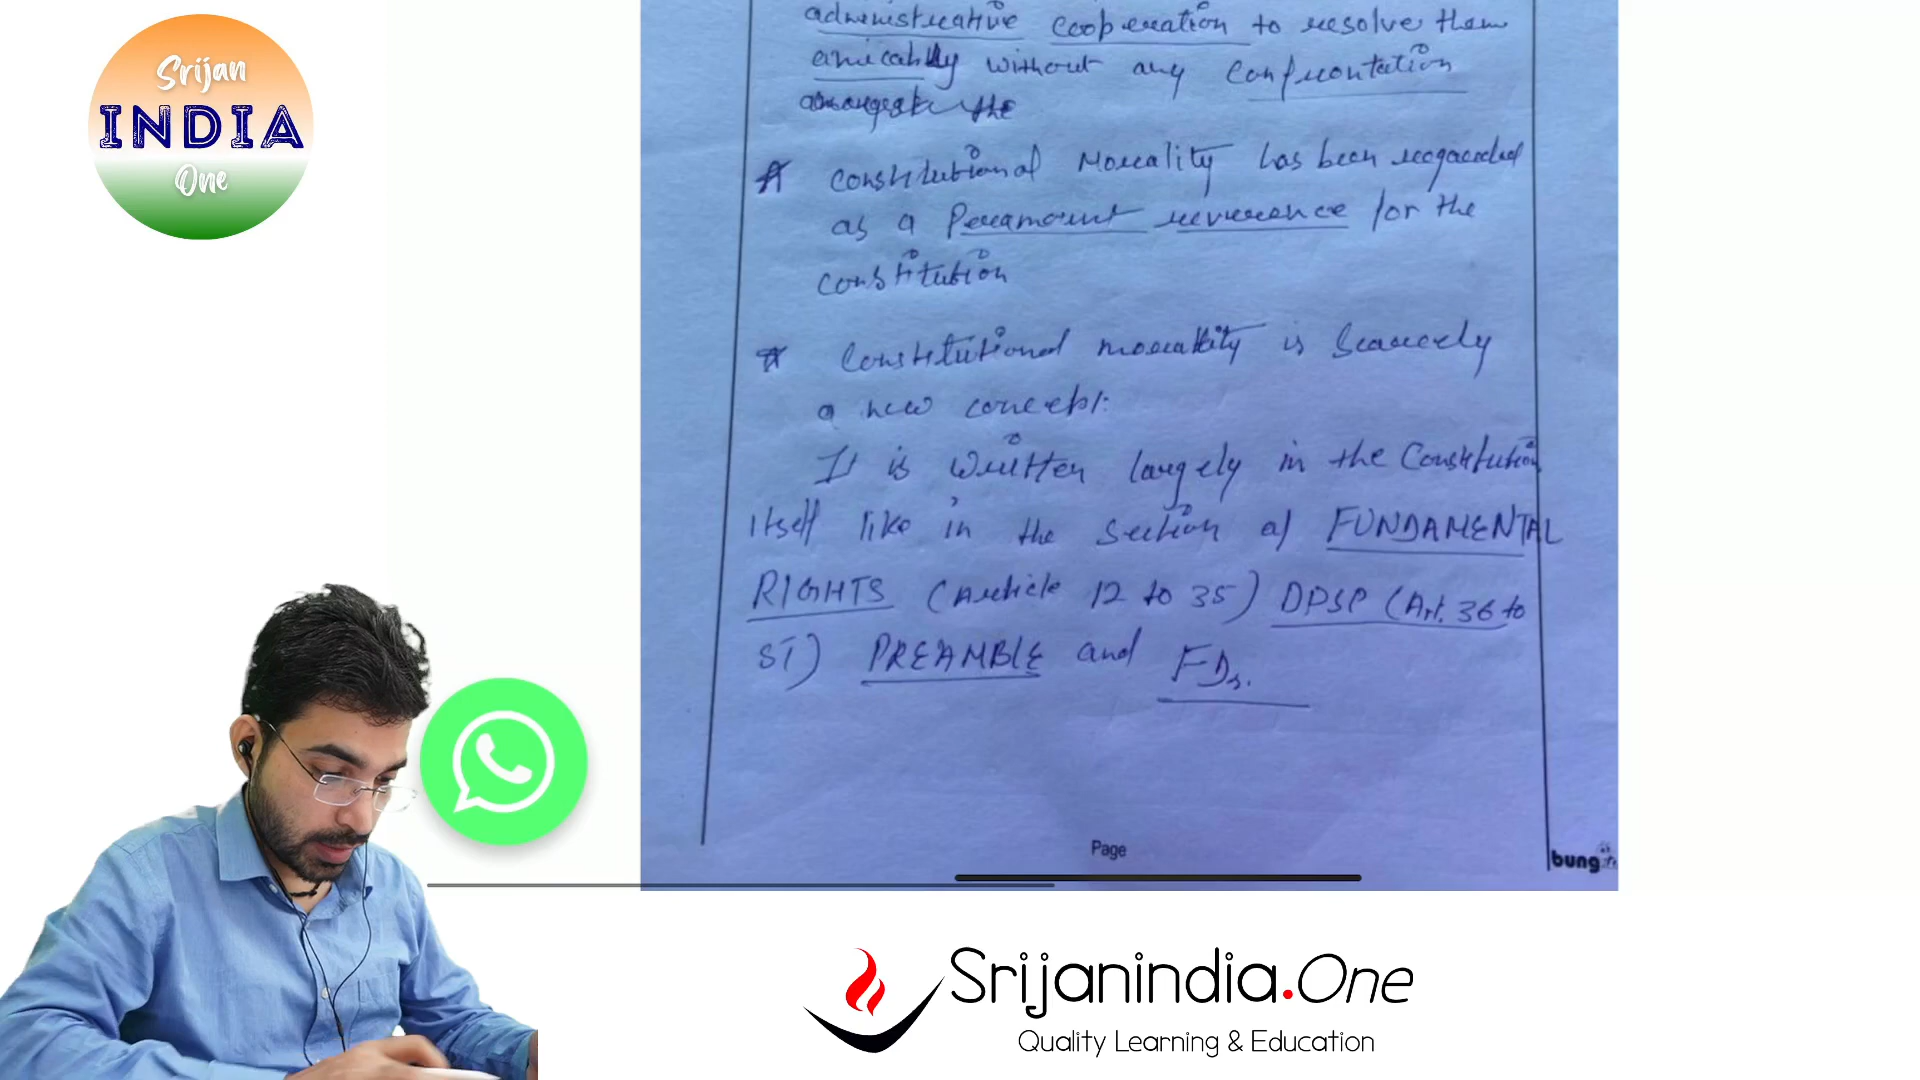 Srijan
INDIA
One
administrative cooperation to resolve them
amicably without any confrontation
amongst the
Constitutional Morality has been regarded
as a Paramount reverence for the
constitution
Constitutional morality is Scarcely
a new concept.
It is written largely in the Constitution
itself like in the section of FUNDAMENTAL
RIGHTS (Article 12 to 35) DPSP (Art. 36 to
51) PREAMBLE and FDs.
Page
bung
Srijanindia.One
Quality Learning & Education